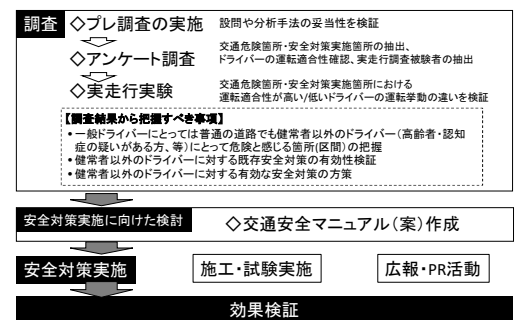 調査
◇プレ調査の実施
設問や分析手法の妥当性を検証
◇アンケート調査
交通危険箇所・安全対策実施箇所の抽出、
ドライバーの運転適合性確認、実走行調査被験者の抽出
◇実走行実験
交通危険箇所・安全対策実施箇所における
運転適合性が高い/低いドライバーの運転挙動の違いを検証
【調査結果から把握すべき事項】
•一般ドライバーにとっては普通の道路でも健常者以外のドライバー(高齢者・認知
症の疑いがある方、等)にとって危険と感じる箇所(区間)の把握
•健常者以外のドライバーに対する既存安全対策の有効性検証
•健常者以外のドライバーに対する有効な安全対策の方策
安全対策実施に向けた検討
◇交通安全マニュアル(案)作成
安全対策実施
施工・試験実施
広報・PR活動
効果検証